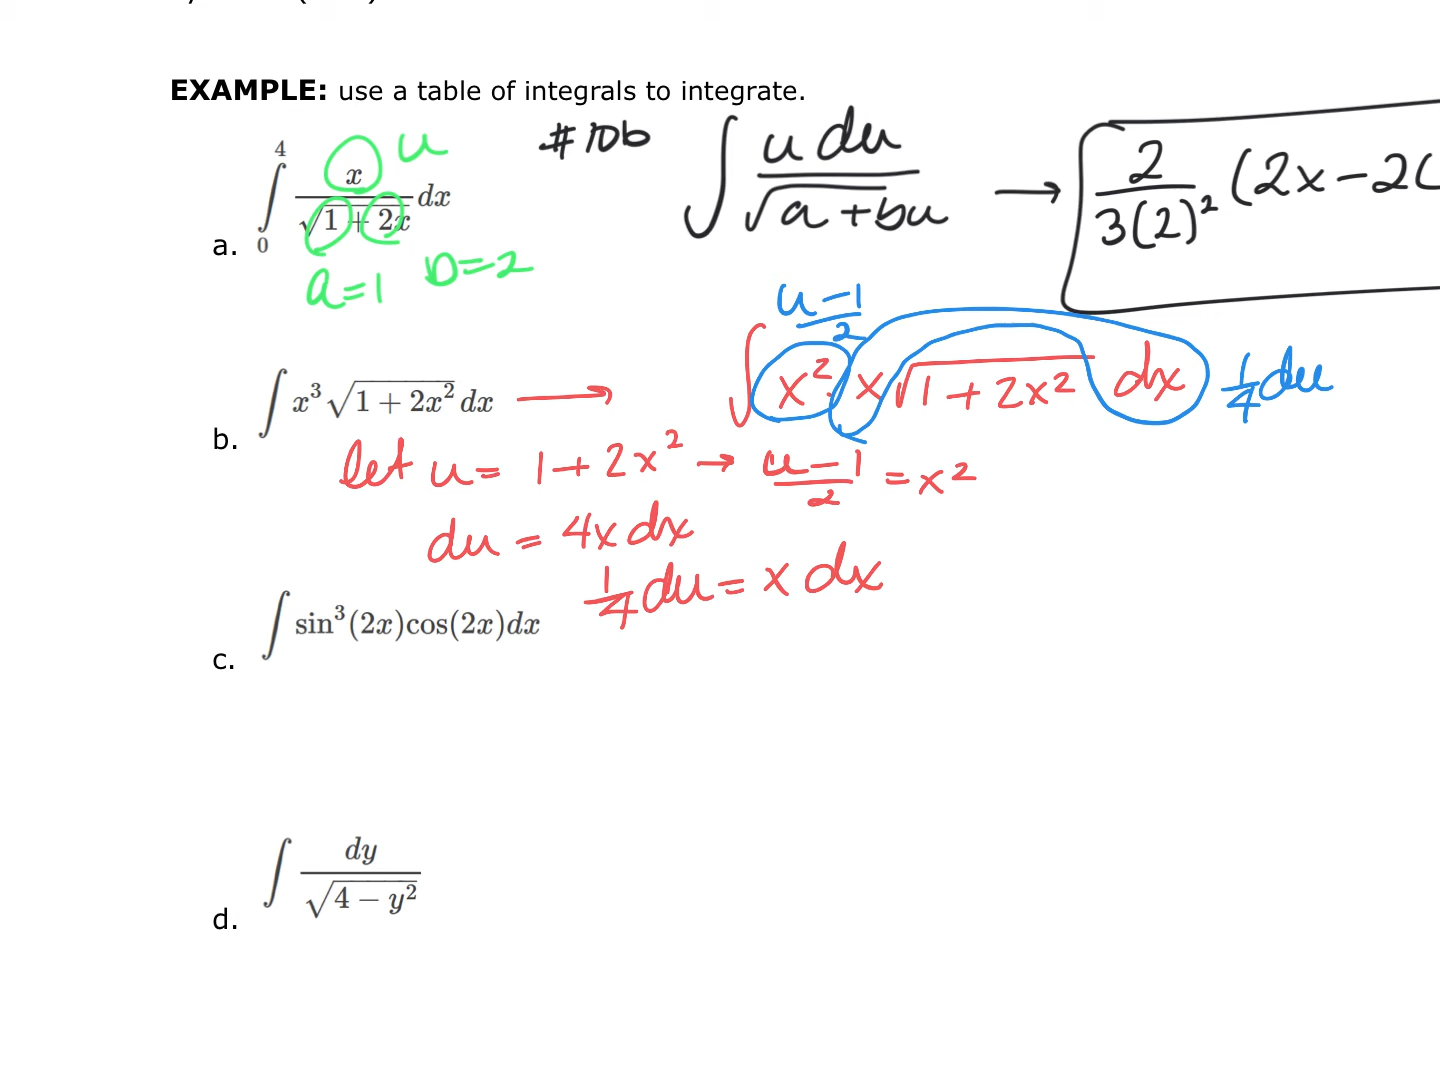 EXAMPLE: use a table of integrals to integrate.
a. ∫₀⁴ x/√(1 + 2x) dx
u
a=1 b=2
#10b ∫ u du/√(a+bu) → 2/3(2)² (2x-2(
b. ∫ x³√(1 + 2x²) dx → ∫ x² · x√(1+2x²) dx
u-1/2
1/4 du
let u = 1+2x² → u-1/2 = x²
du = 4x dx
1/4 du = x dx
c. ∫ sin³(2x)cos(2x)dx
d. ∫ dy/√(4 − y²)